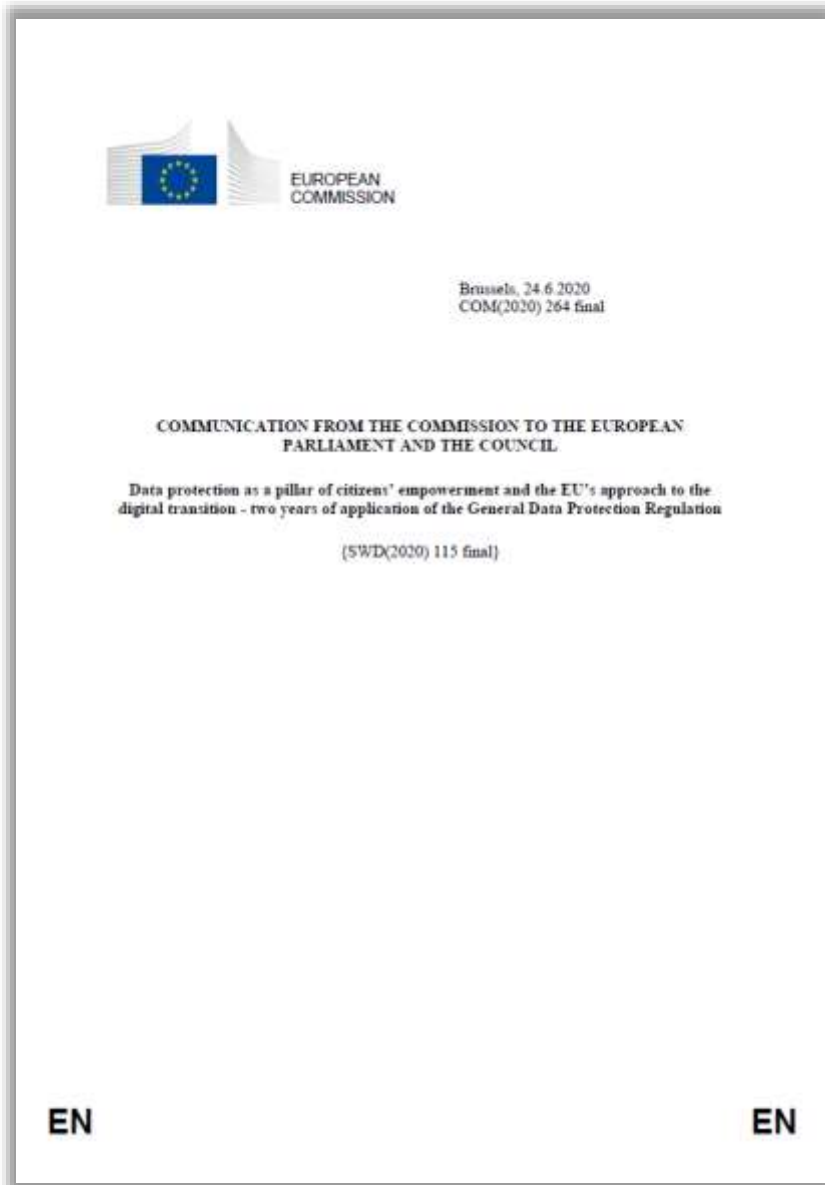 EUROPEAN
COMMISSION
Brussels, 24.6.2020
COM(2020) 264 final
COMMUNICATION FROM THE COMMISSION TO THE EUROPEAN
PARLIAMENT AND THE COUNCIL
Data protection as a pillar of citizens’ empowerment and the EU’s approach to the
digital transition - two years of application of the General Data Protection Regulation
{SWD(2020) 115 final}
EN EN